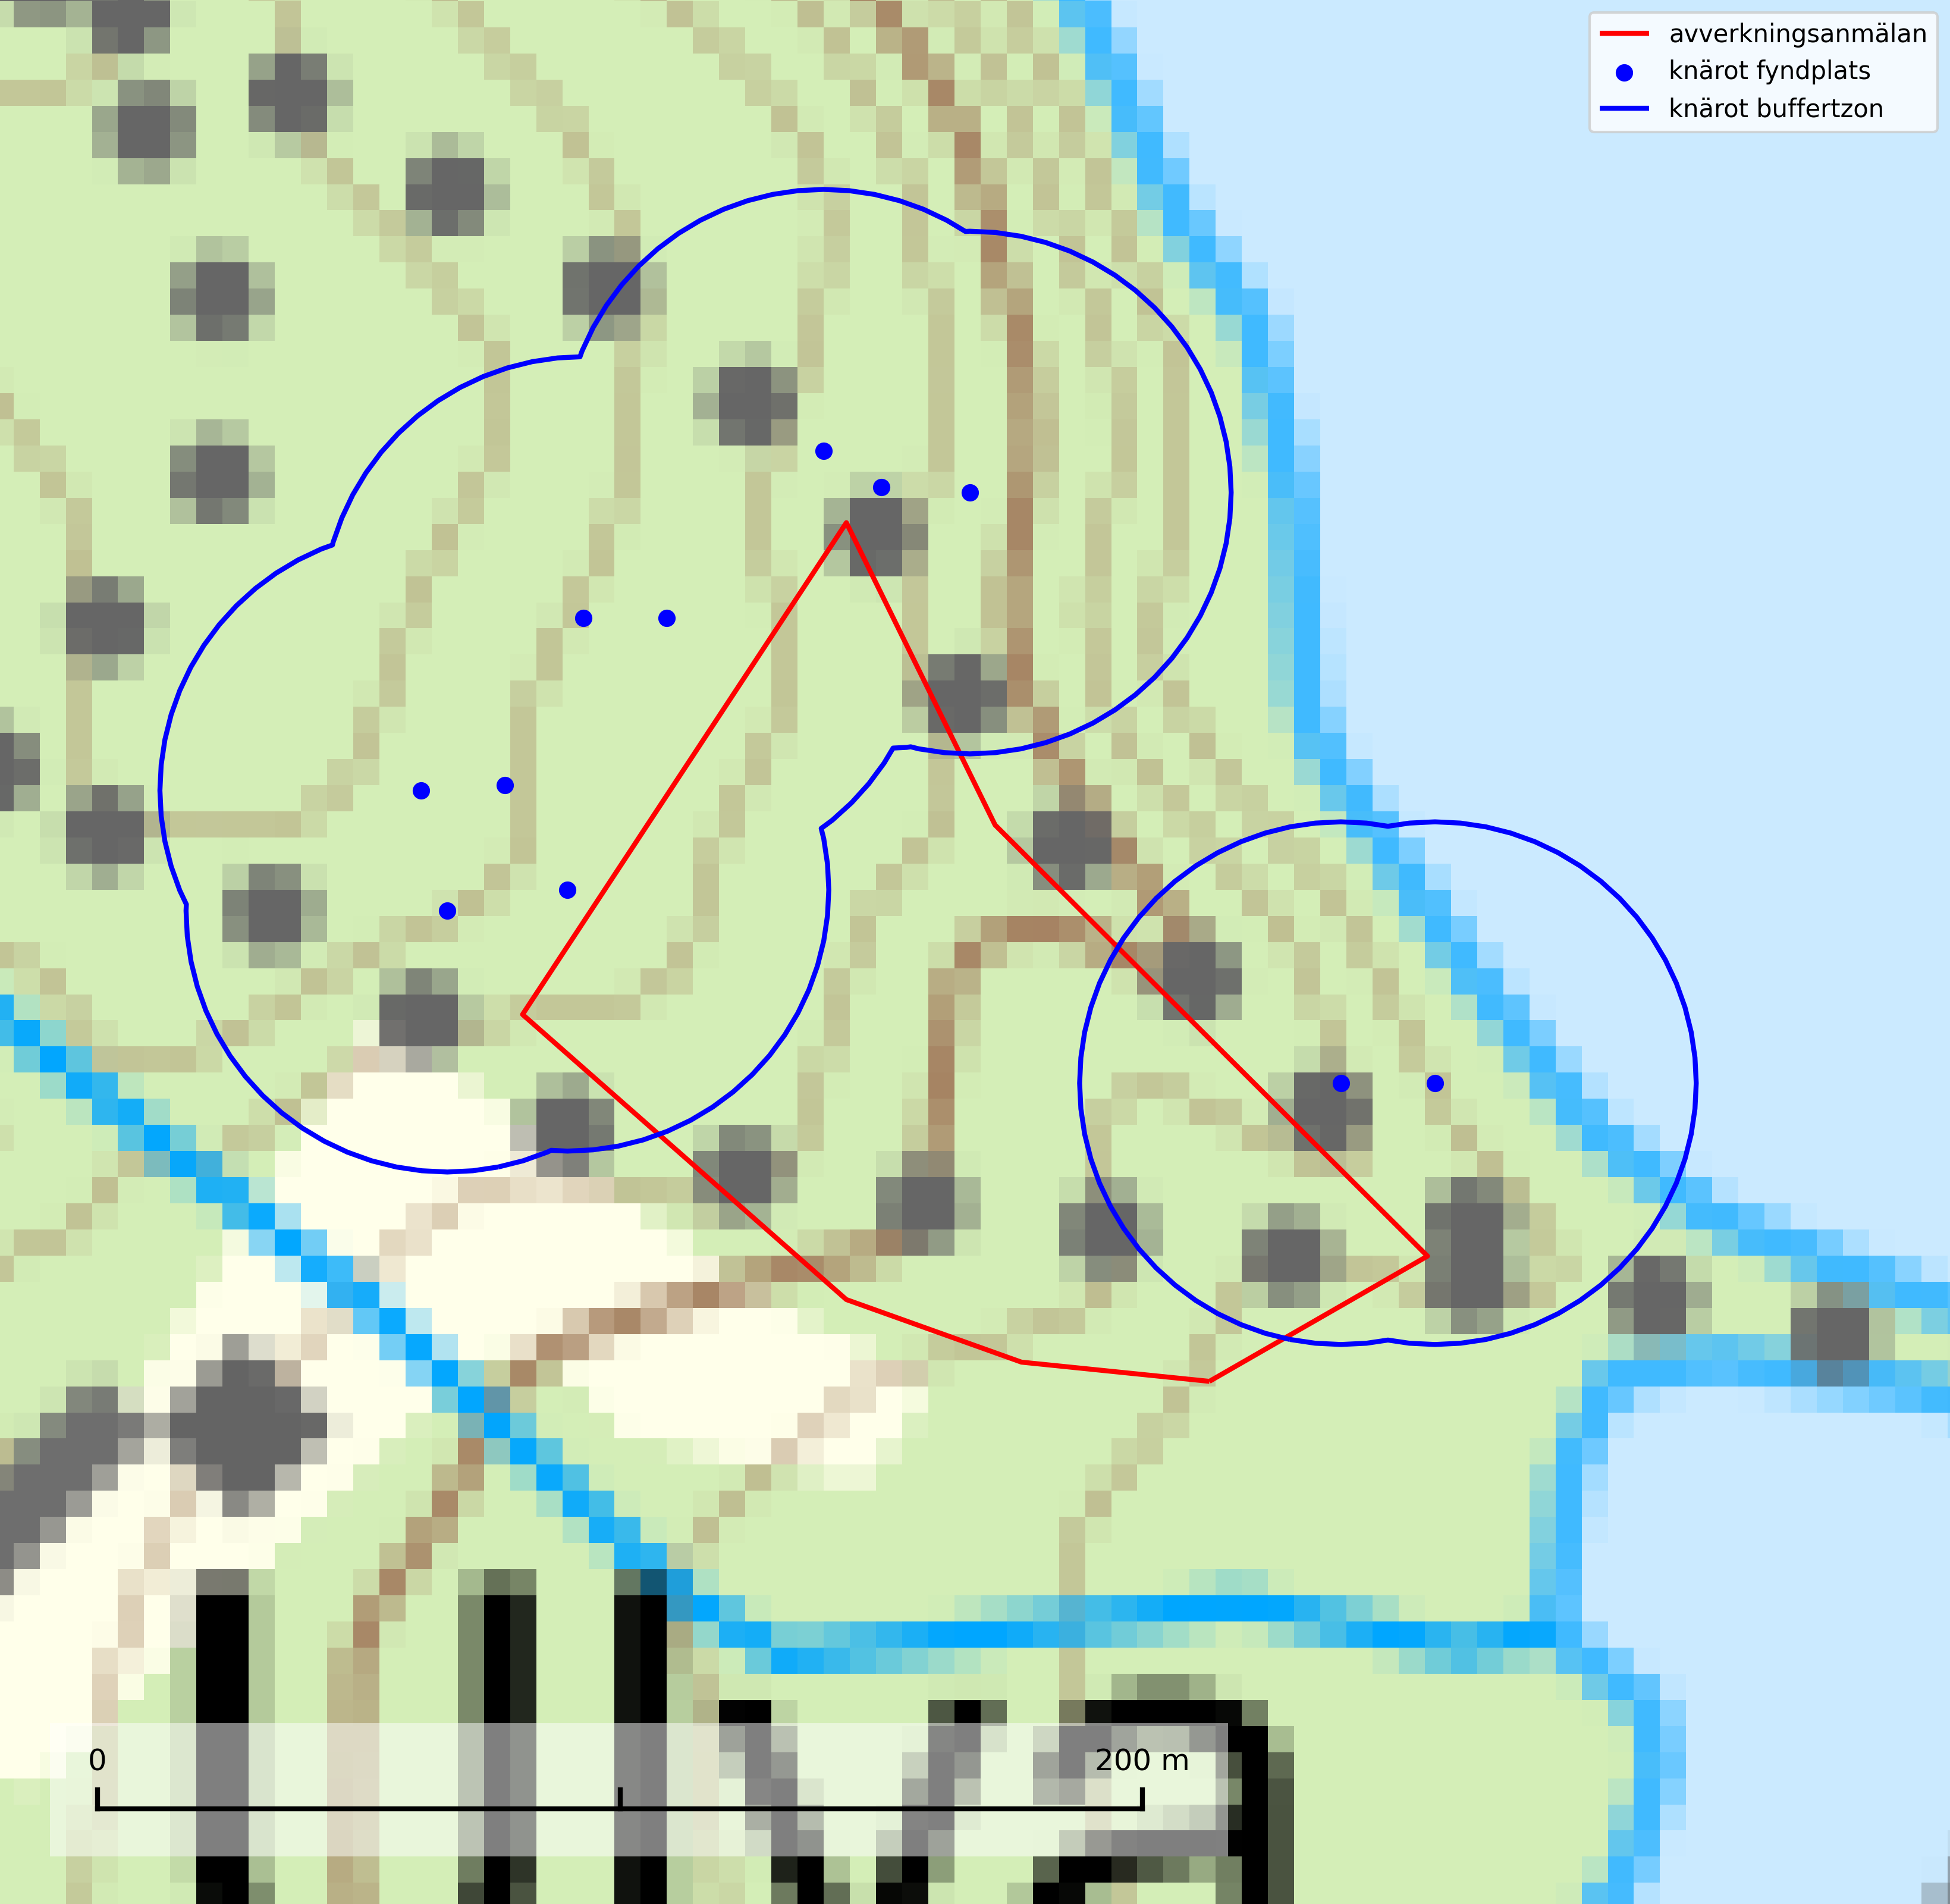 avverkningsanmälan
knärot fyndplats
knärot buffertzon
0 200 m